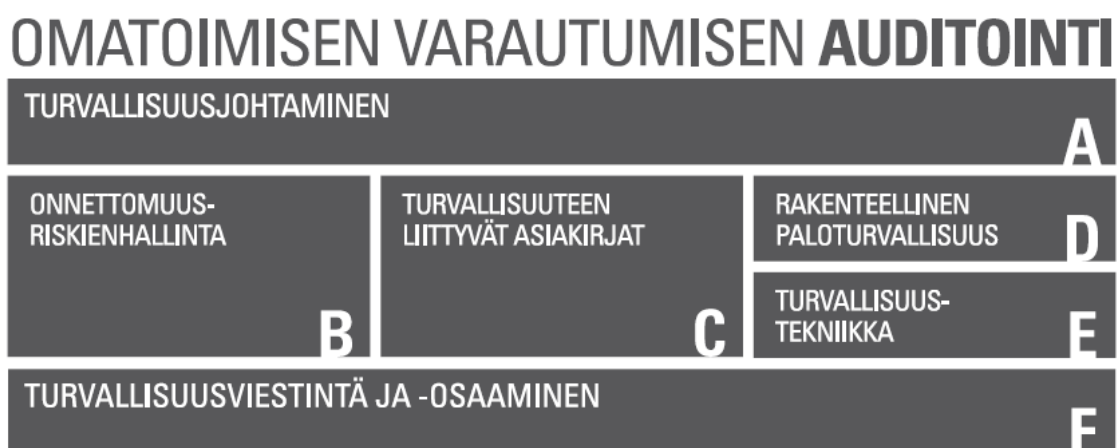 OMATOIMISEN VARAUTUMISEN AUDITOINTI
TURVALLISUUSJOHTAMINEN
A
ONNETTOMUUS-
RISKIENHALLINTA
B
TURVALLISUUTEEN
LIITTYVÄT ASIAKIRJAT
C
RAKENTEELLINEN
PALOTURVALLISUUS
D
TURVALLISUUS-
TEKNIIKKA
E
TURVALLISUUSVIESTINTÄ JA -OSAAMINEN
F